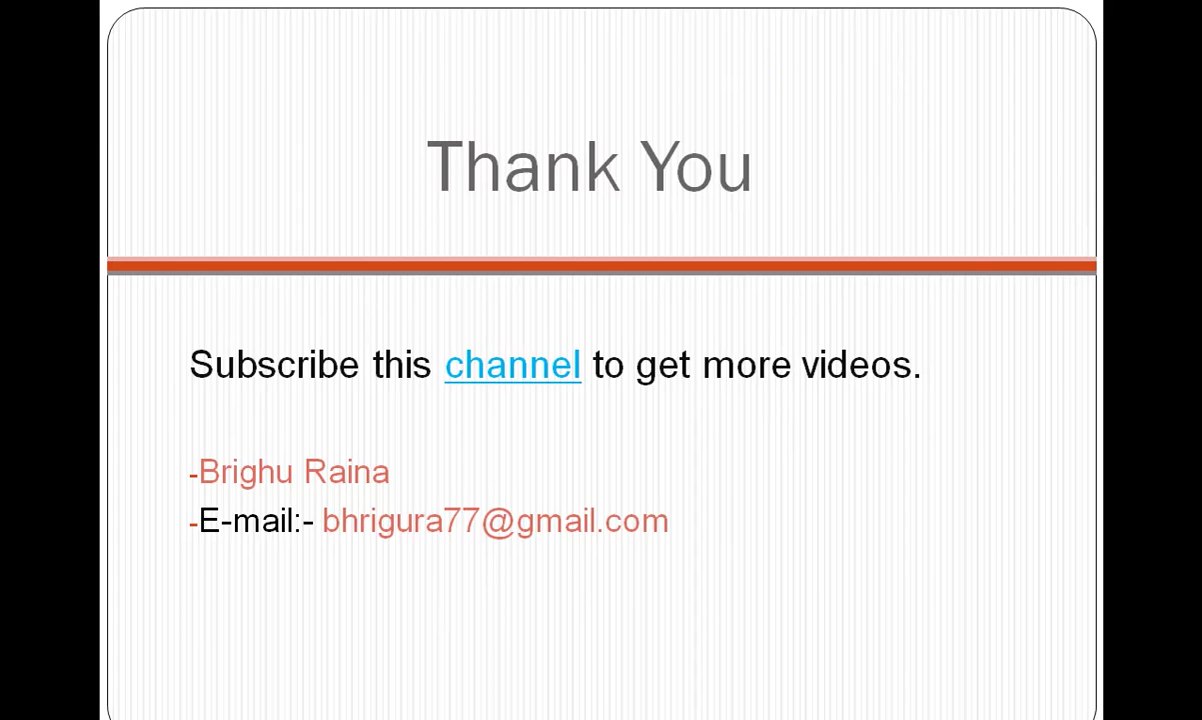 Thank You
Subscribe this channel to get more videos.
-Brighu Raina
-E-mail:- bhrigura77@gmail.com